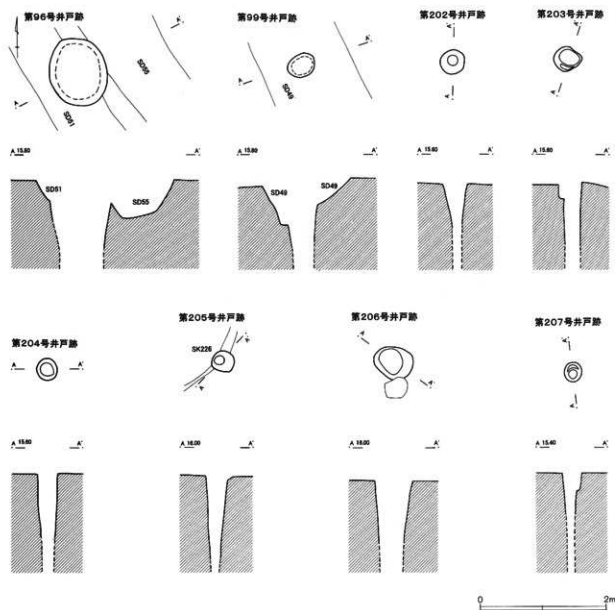 第96号井戸跡
第99号井戸跡
第202号井戸跡
第203号井戸跡
A A'
SD51
SD55
A A'
SD49
A A'
A A'
A 15.80 A'
SD51
SD55
A 15.80 A'
SD49
SD49
A 15.60 A'
A 15.60 A'
第204号井戸跡
第205号井戸跡
第206号井戸跡
第207号井戸跡
A A'
SK226
A A'
A A'
A A'
A 15.60 A'
A 16.00 A'
A 16.00 A'
A 15.40 A'
0 2m